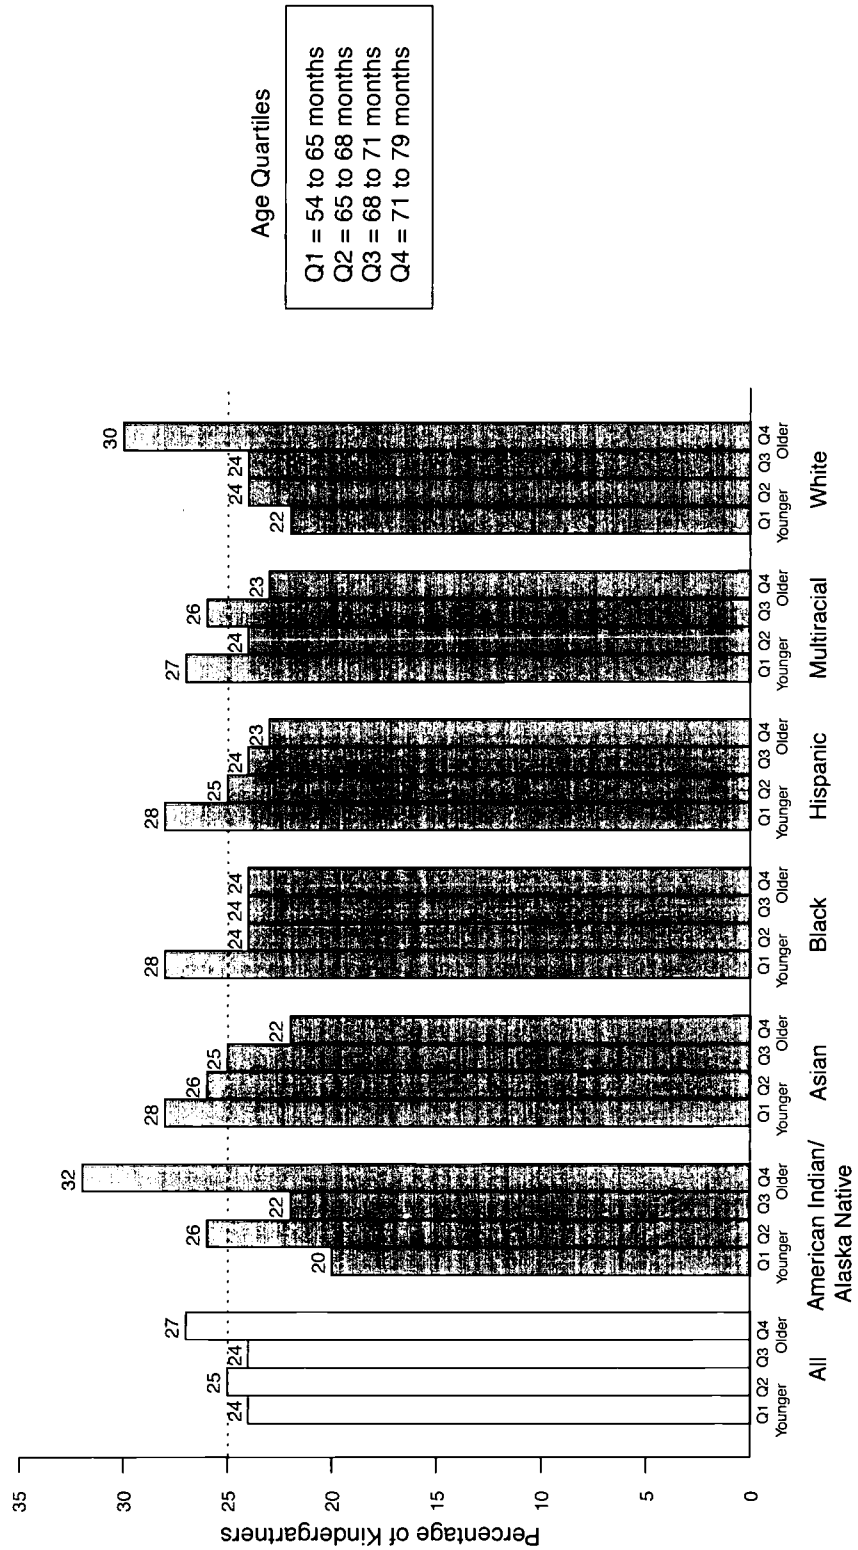 Percentage of Kindergartners
35
30
25
20
15
10
5
0
24 25 24 27
20 26 22 32
28 26 25 22
28 24 24 24
28 25 24 23
27 24 26 23
22 24 24 30
Q1 Q2 Q3 Q4
Younger Older
All
Q1 Q2 Q3 Q4
Younger Older
American Indian/
Alaska Native
Q1 Q2 Q3 Q4
Younger Older
Asian
Q1 Q2 Q3 Q4
Younger Older
Black
Q1 Q2 Q3 Q4
Younger Older
Hispanic
Q1 Q2 Q3 Q4
Younger Older
Multiracial
Q1 Q2 Q3 Q4
Younger Older
White
Age Quartiles
Q1 = 54 to 65 months
Q2 = 65 to 68 months
Q3 = 68 to 71 months
Q4 = 71 to 79 months